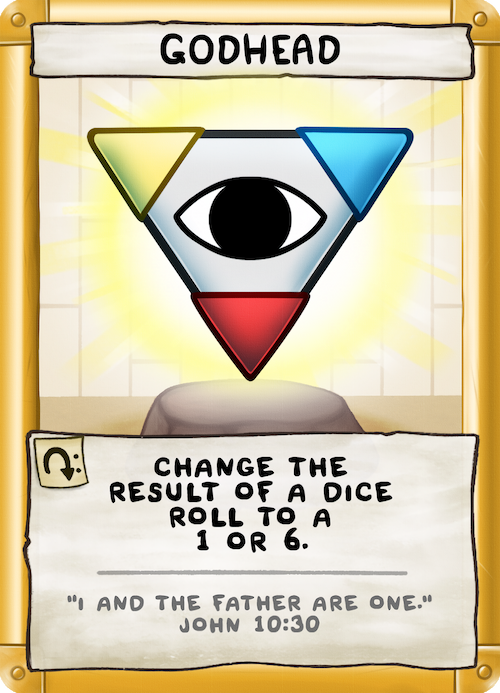 GODHEAD
:
CHANGE THE
RESULT OF A DICE
ROLL TO A
1 OR 6.
"I AND THE FATHER ARE ONE."
JOHN 10:30